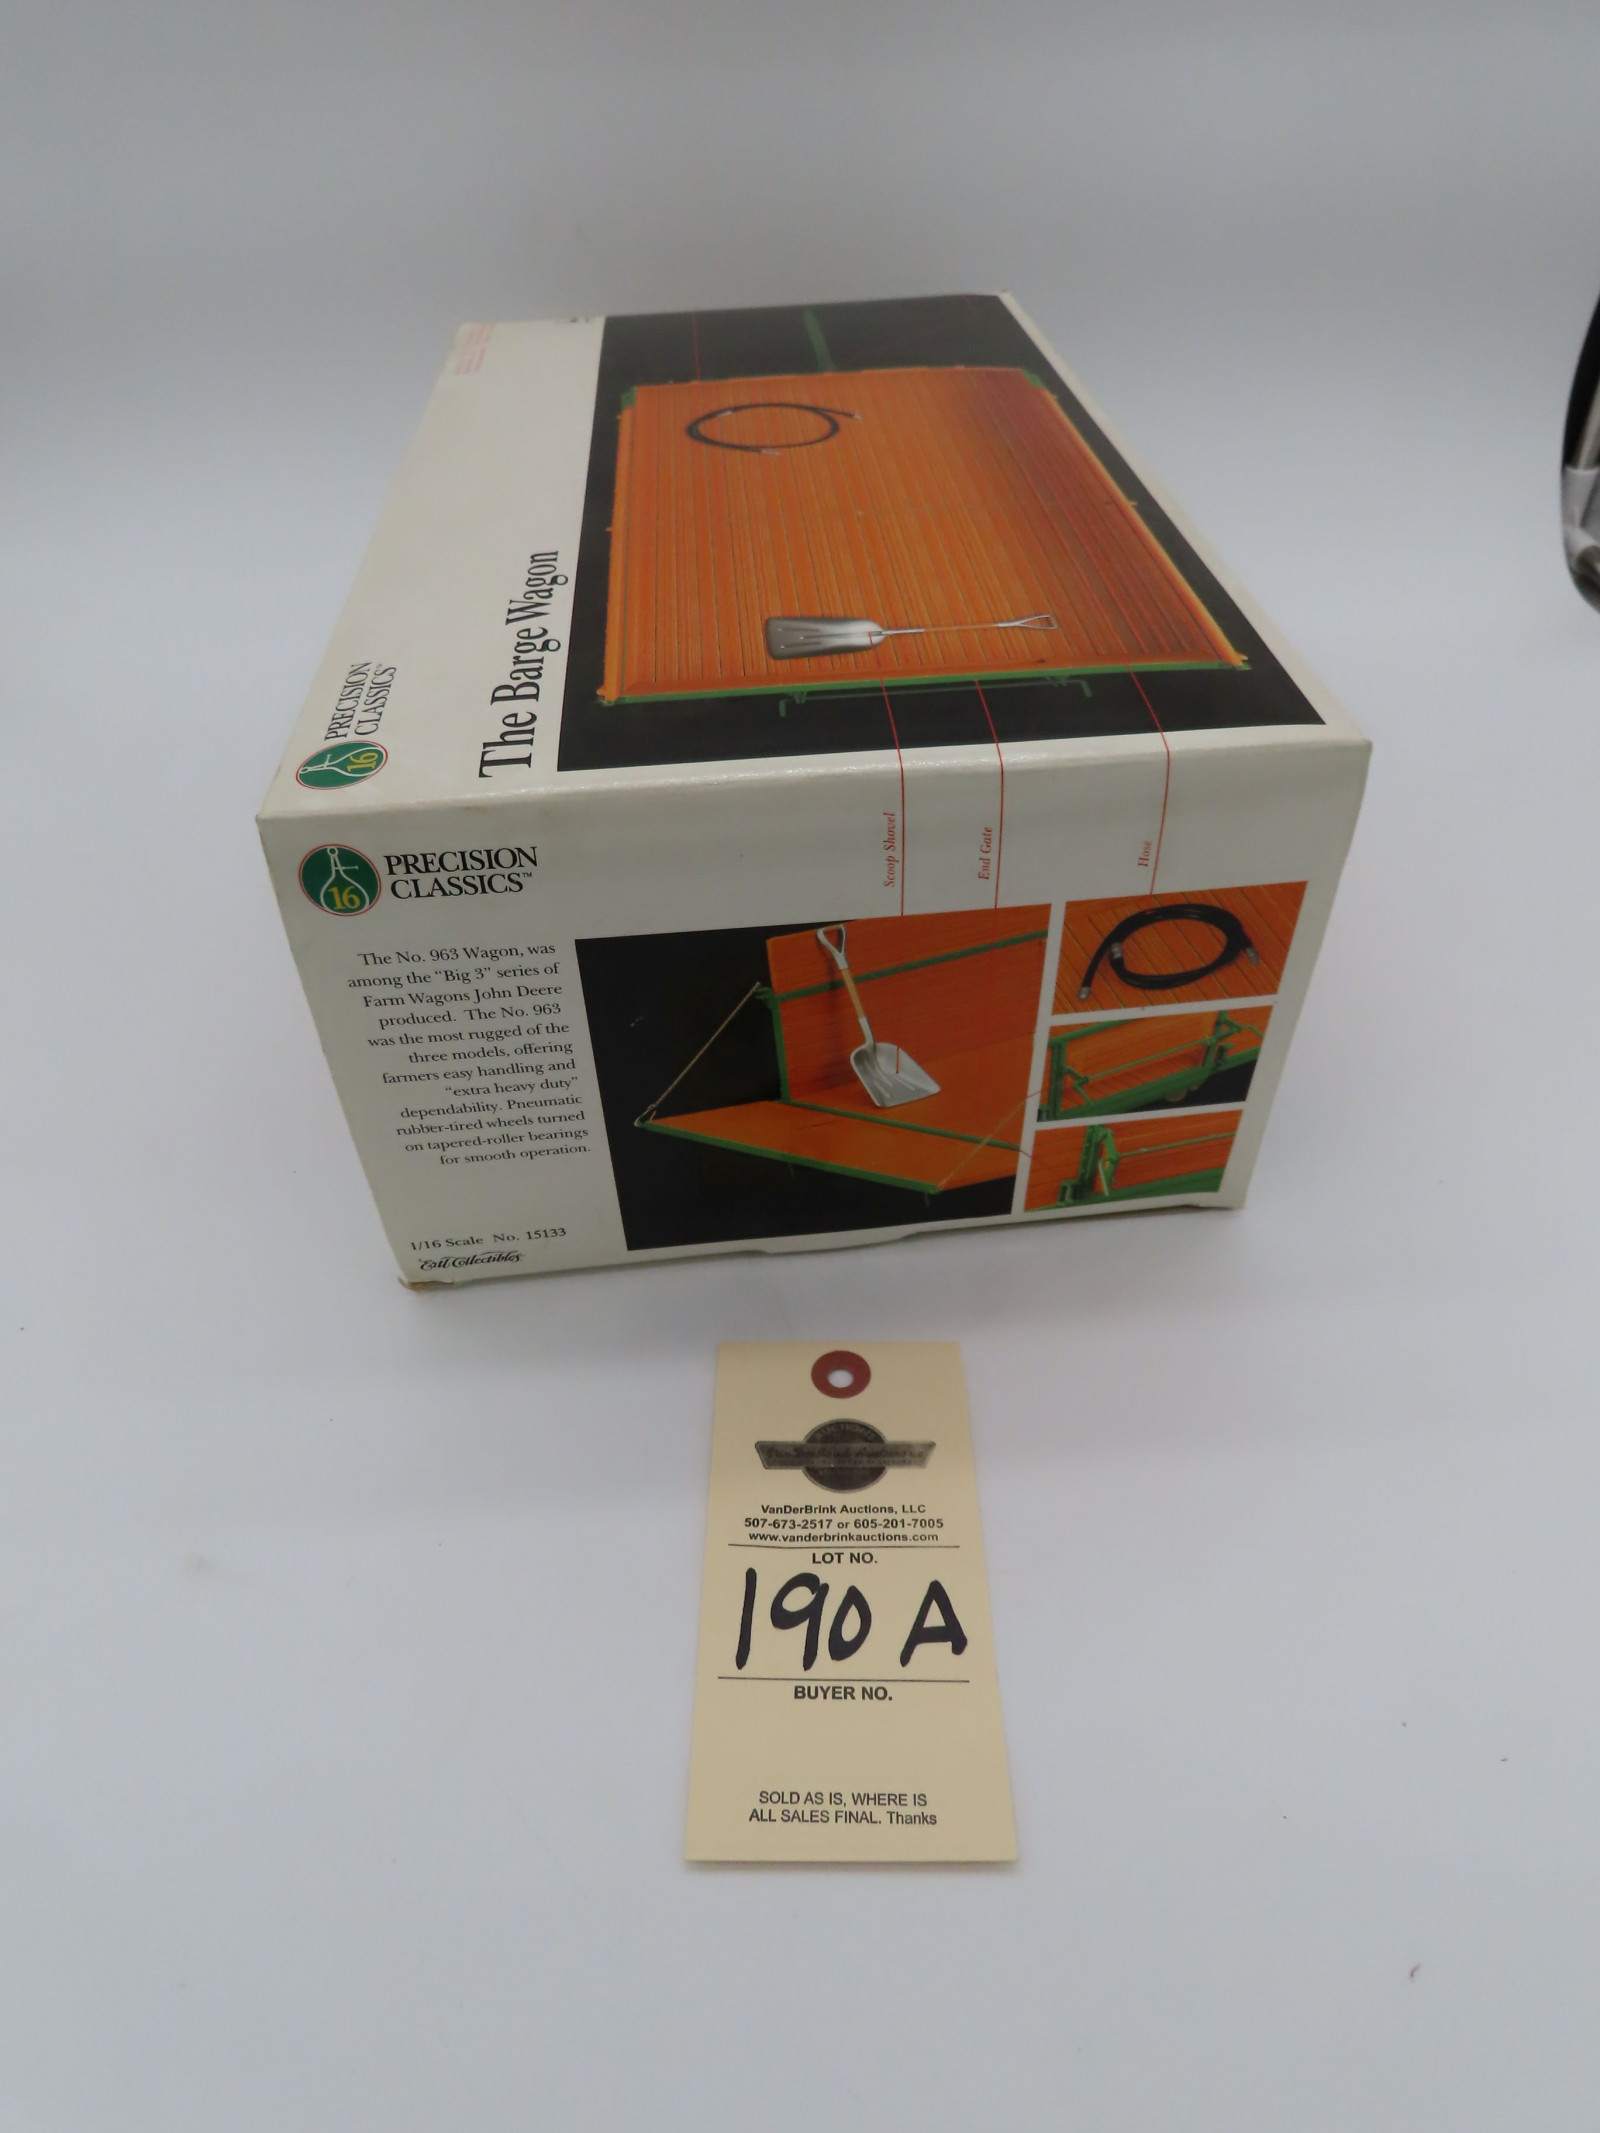 PRECISION
CLASSICS™
16
The Barge Wagon
16
PRECISION
CLASSICS™
Scoop Shovel
End Gate
Hose
The No. 963 Wagon, was
among the "Big 3" series of
Farm Wagons John Deere
produced. The No. 963
was the most rugged of the
three models, offering
farmers easy handling and
"extra heavy duty"
dependability. Pneumatic
rubber-tired wheels turned
on tapered-roller bearings
for smooth operation.
1/16 Scale No. 15133
Ertl Collectibles
AUCTIONS
VanDerBrink Auctions, LLC
507-673-2517 or 605-201-7005
www.vanderbrinkauctions.com
LOT NO.
190 A
BUYER NO.
SOLD AS IS, WHERE IS
ALL SALES FINAL. Thanks